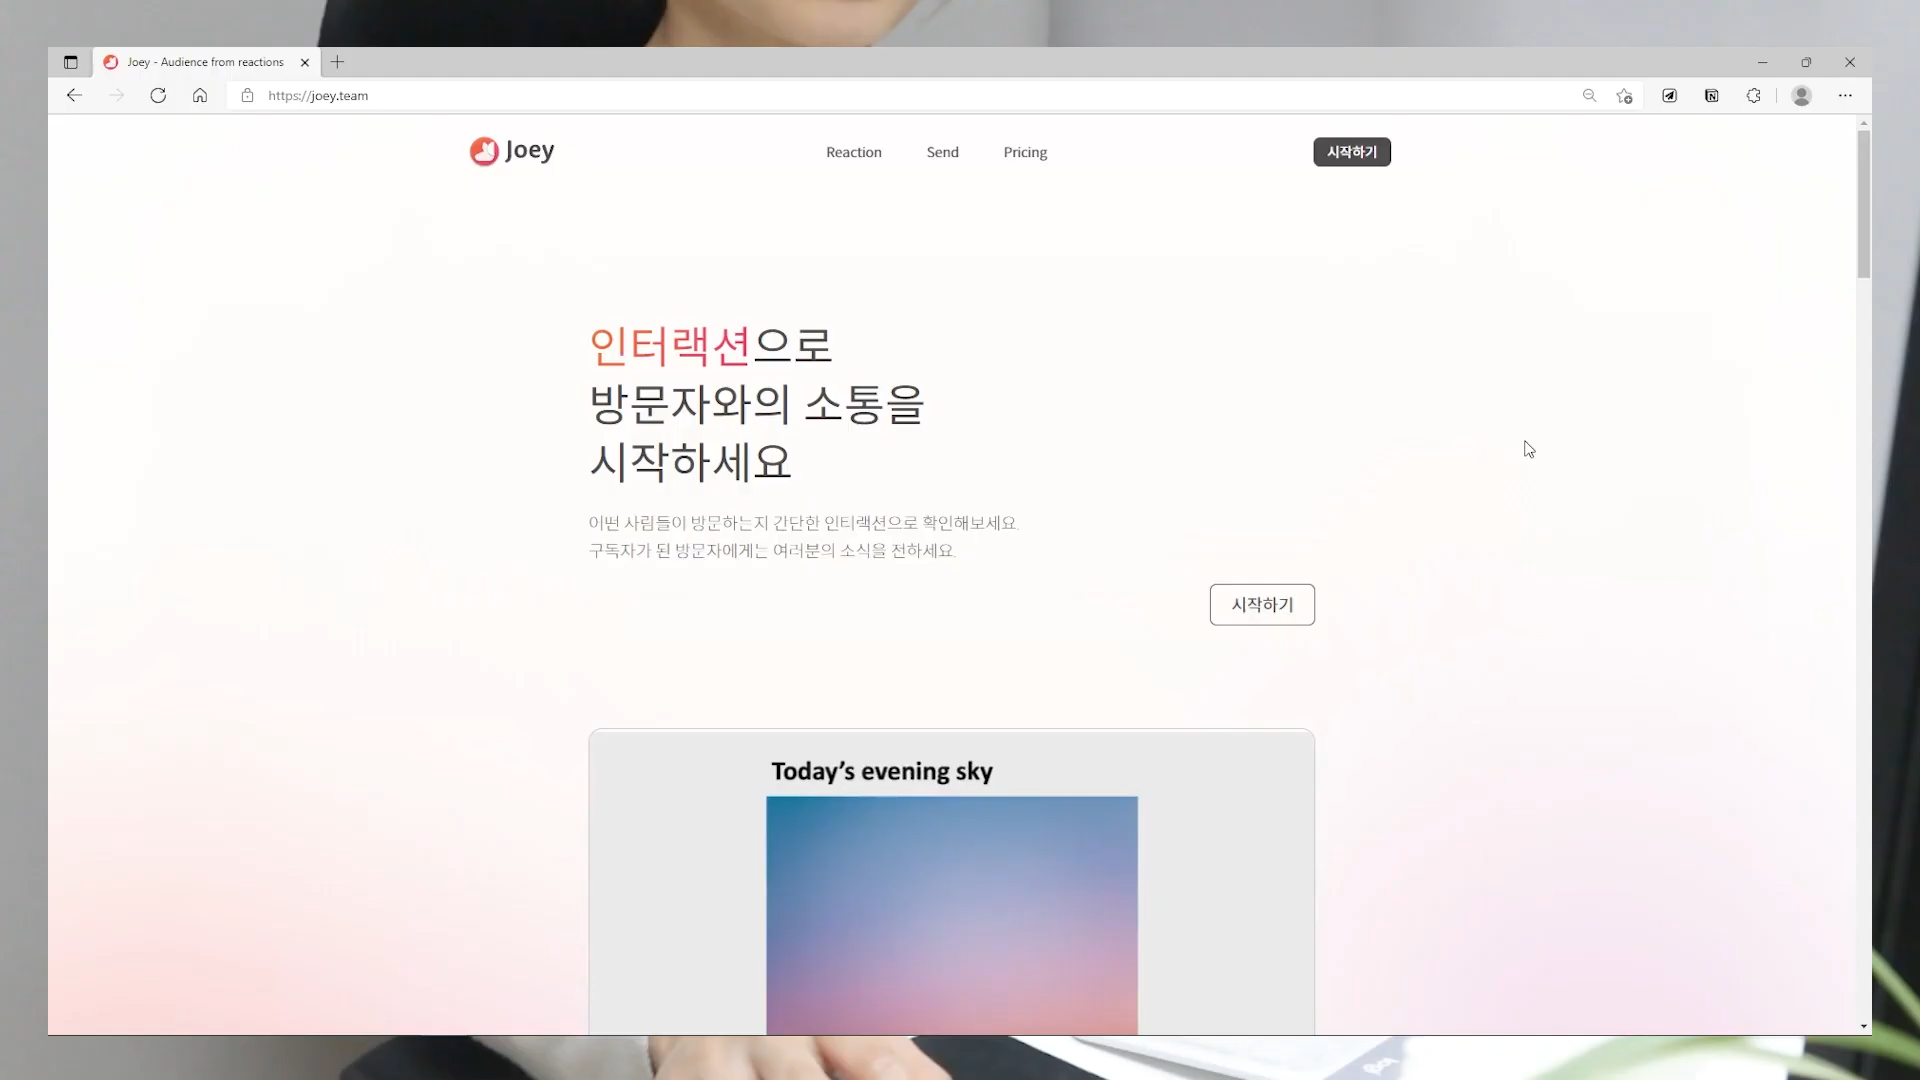 Joey - Audience from reactions
https://joey.team
Joey
Reaction
Send
Pricing
시작하기
인터랙션으로
방문자와의 소통을
시작하세요
어떤 사람들이 방문하는지 간단한 인터랙션으로 확인해보세요.
구독자가 된 방문자에게는 여러분의 소식을 전하세요.
시작하기
Today's evening sky